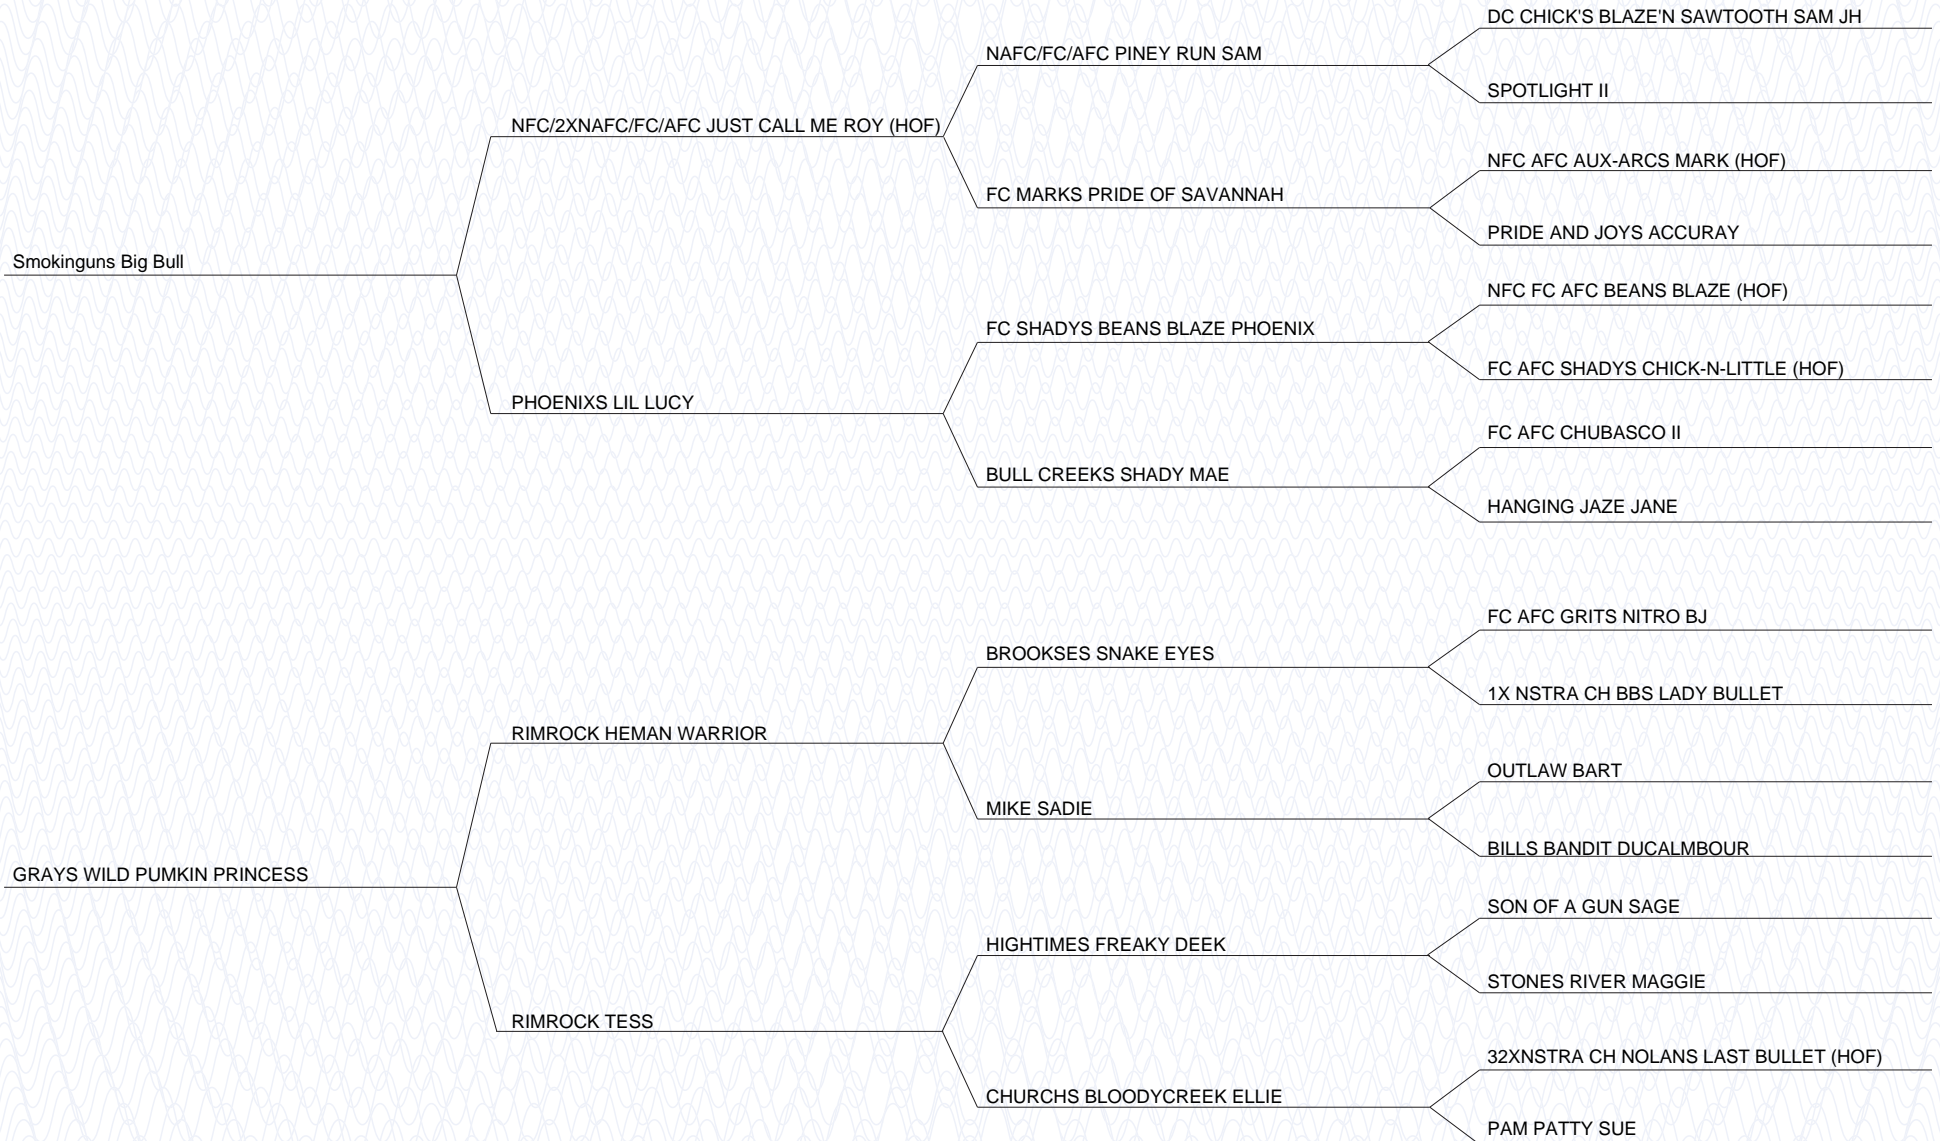 DC CHICK'S BLAZE'N SAWTOOTH SAM JH
NAFC/FC/AFC PINEY RUN SAM
SPOTLIGHT II
NFC/2XNAFC/FC/AFC JUST CALL ME ROY (HOF)
NFC AFC AUX-ARCS MARK (HOF)
FC MARKS PRIDE OF SAVANNAH
PRIDE AND JOYS ACCURAY
Smokinguns Big Bull
NFC FC AFC BEANS BLAZE (HOF)
FC SHADYS BEANS BLAZE PHOENIX
FC AFC SHADYS CHICK-N-LITTLE (HOF)
PHOENIXS LIL LUCY
FC AFC CHUBASCO II
BULL CREEKS SHADY MAE
HANGING JAZE JANE
FC AFC GRITS NITRO BJ
BROOKSES SNAKE EYES
1X NSTRA CH BBS LADY BULLET
RIMROCK HEMAN WARRIOR
OUTLAW BART
MIKE SADIE
BILLS BANDIT DUCALMBOUR
GRAYS WILD PUMKIN PRINCESS
SON OF A GUN SAGE
HIGHTIMES FREAKY DEEK
STONES RIVER MAGGIE
RIMROCK TESS
32XNSTRA CH NOLANS LAST BULLET (HOF)
CHURCHS BLOODYCREEK ELLIE
PAM PATTY SUE